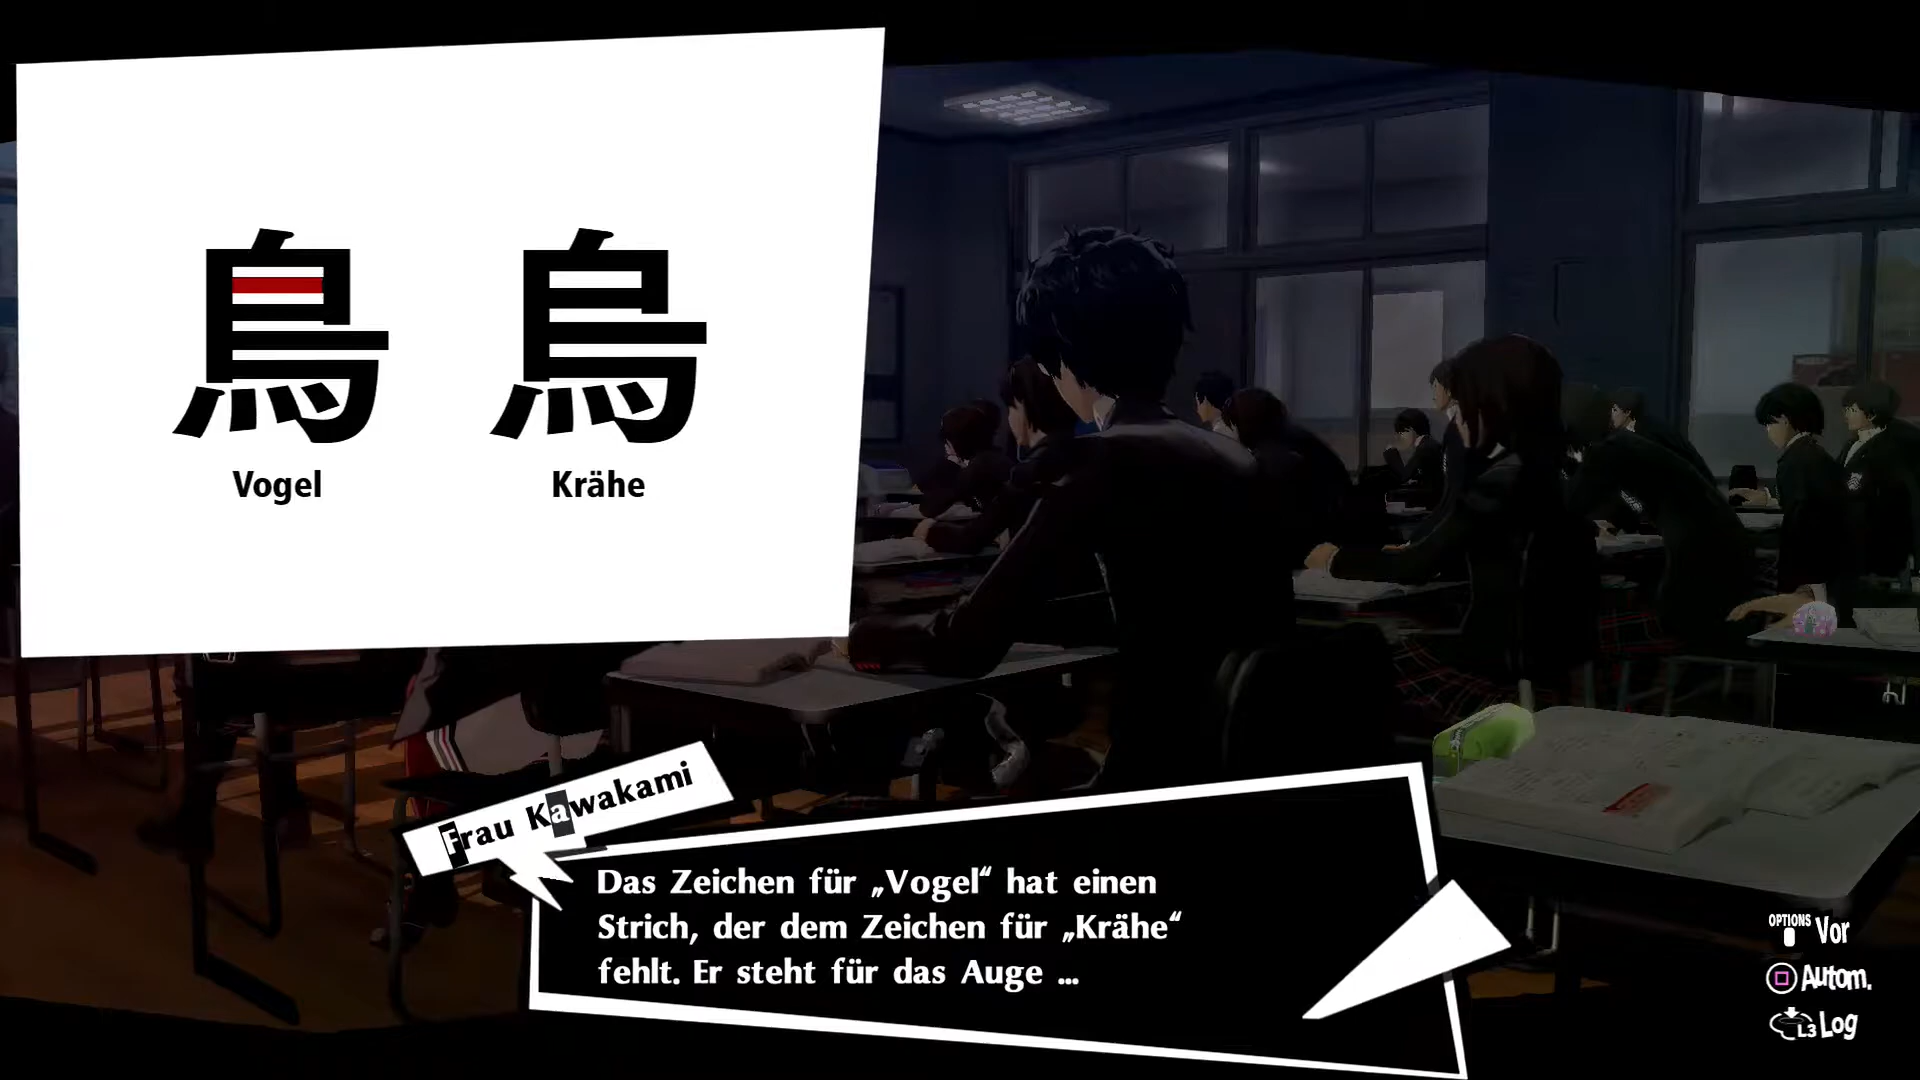 鳥 烏
Vogel Krähe
Frau Kawakami
Das Zeichen für „Vogel“ hat einen
Strich, der dem Zeichen für „Krähe“
fehlt. Er steht für das Auge ...
OPTIONS Vor
Autom.
L3 Log